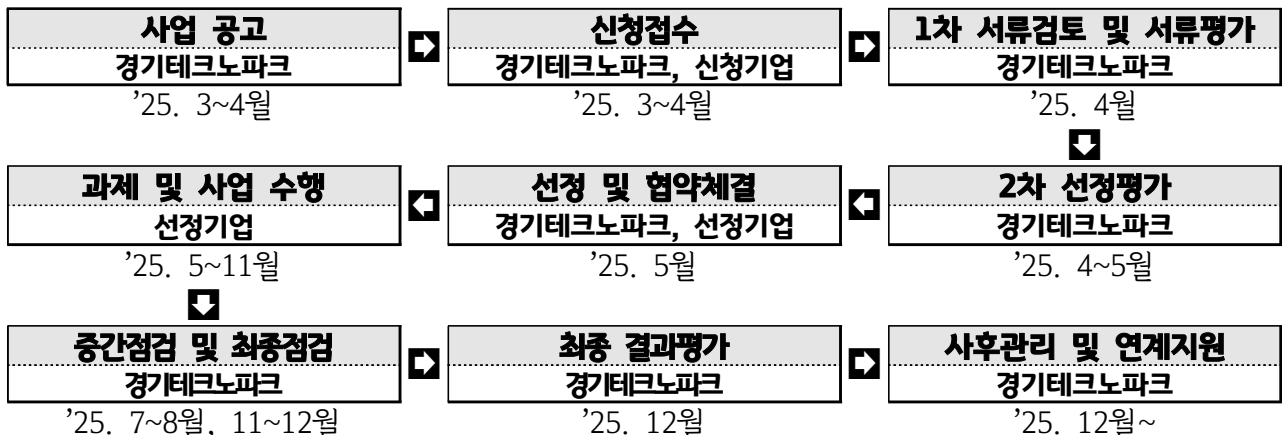 사업 공고
경기테크노파크
'25. 3~4월
신청접수
경기테크노파크, 신청기업
'25. 3~4월
1차 서류검토 및 서류평가
경기테크노파크
'25. 4월
2차 선정평가
경기테크노파크
'25. 4~5월
선정 및 협약체결
경기테크노파크, 선정기업
'25. 5월
과제 및 사업 수행
선정기업
'25. 5~11월
중간점검 및 최종점검
경기테크노파크
'25. 7~8월, 11~12월
최종 결과평가
경기테크노파크
'25. 12월
사후관리 및 연계지원
경기테크노파크
'25. 12월~